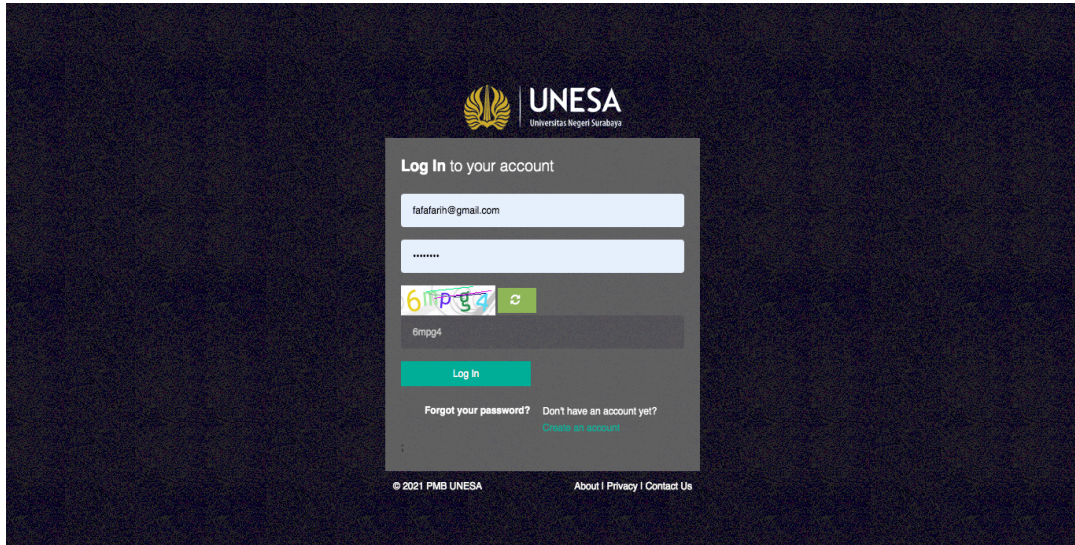 UNESA
Universitas Negeri Surabaya
Log In to your account
fafafarih@gmail.com
••••••••
6mpg4
6mpg4
Log In
Forgot your password? Don't have an account yet?
Create an account
;
© 2021 PMB UNESA About | Privacy | Contact Us